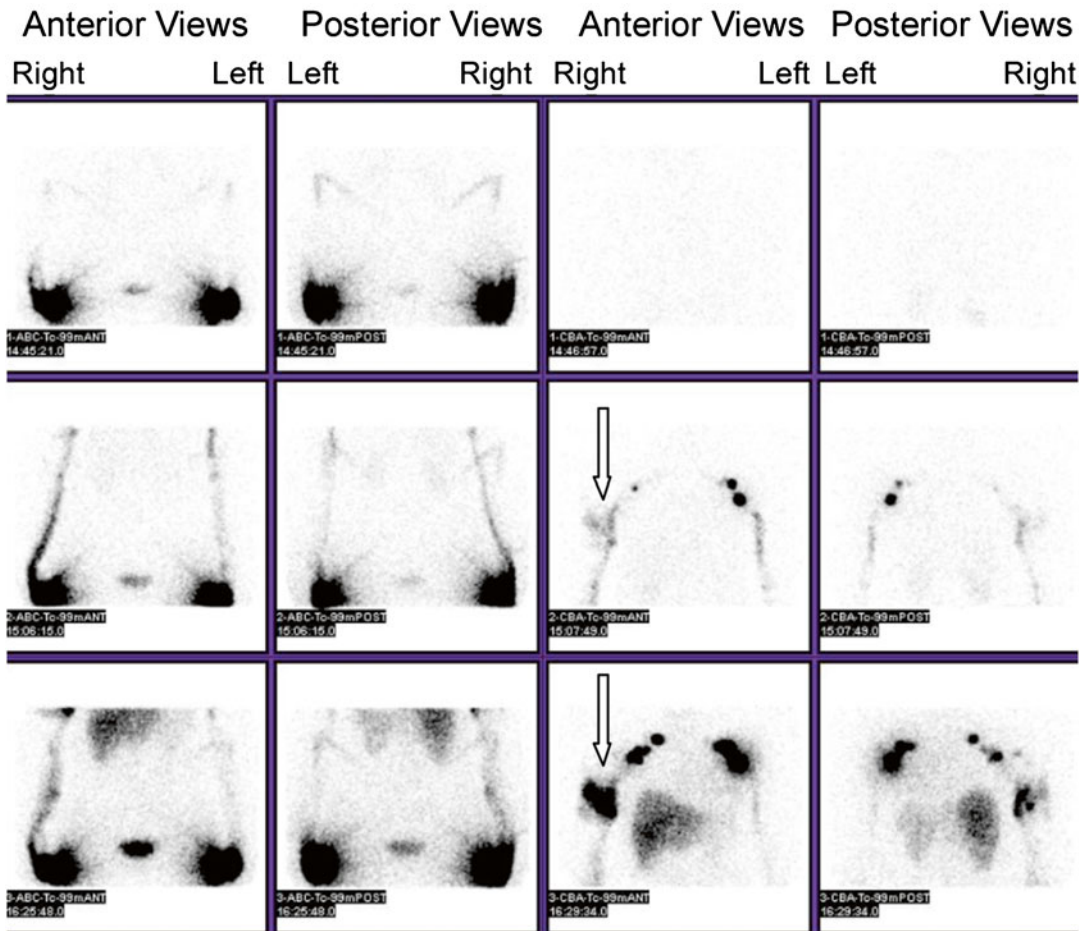 Anterior Views Posterior Views Anterior Views Posterior Views
Right Left Left Right Right Left Left Right
1-ABC-Tc-99mANT
14:45:21.0
1-ABC-Tc-99mPOST
14:45:21.0
1-CBA-Tc-99mANT
14:46:57.0
1-CBA-Tc-99mPOST
14:46:57.0
2-ABC-Tc-99mANT
15:06:15.0
2-ABC-Tc-99mPOST
15:06:15.0
2-CBA-Tc-99mANT
15:07:49.0
2-CBA-Tc-99mPOST
15:07:49.0
3-ABC-Tc-99mANT
16:25:48.0
3-ABC-Tc-99mPOST
16:25:48.0
3-CBA-Tc-99mANT
16:29:34.0
3-CBA-Tc-99mPOST
16:29:34.0